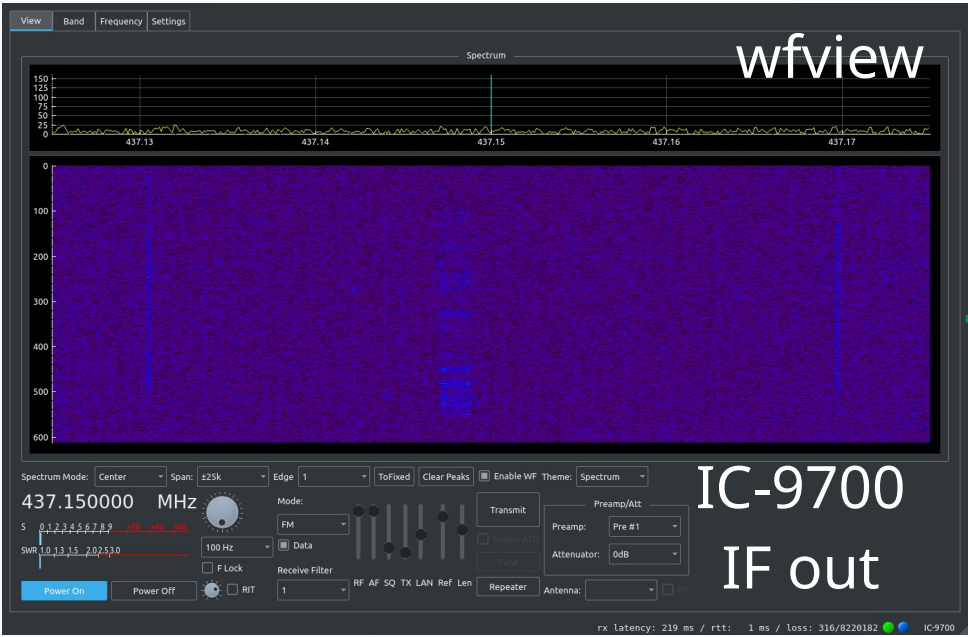 View Band Frequency Settings
Spectrum
wfview
150
125
100
75
50
25
0
437.13 437.14 437.15 437.16 437.17
0
100
200
300
400
500
600
Spectrum Mode: Center Span: ±25k Edge 1 ToFixed Clear Peaks Enable WF Theme: Spectrum
437.150000 MHz
S 0 1 2 3 4 5 6 7 8 9 +20 +40 +60
SWR 1.0 1.3 1.5 2.0 2.5 3.0
100 Hz
F Lock
RIT
Power On Power Off
Mode:
FM
Data
Receive Filter
1
RF AF SQ TX LAN Ref Len
Transmit
Enable ATU
Tune
Repeater
Preamp/Att
Preamp: Pre #1
Attenuator: 0dB
Antenna: RX
IC-9700
IF out
rx latency: 219 ms / rtt: 1 ms / loss: 316/8220182 IC-9700